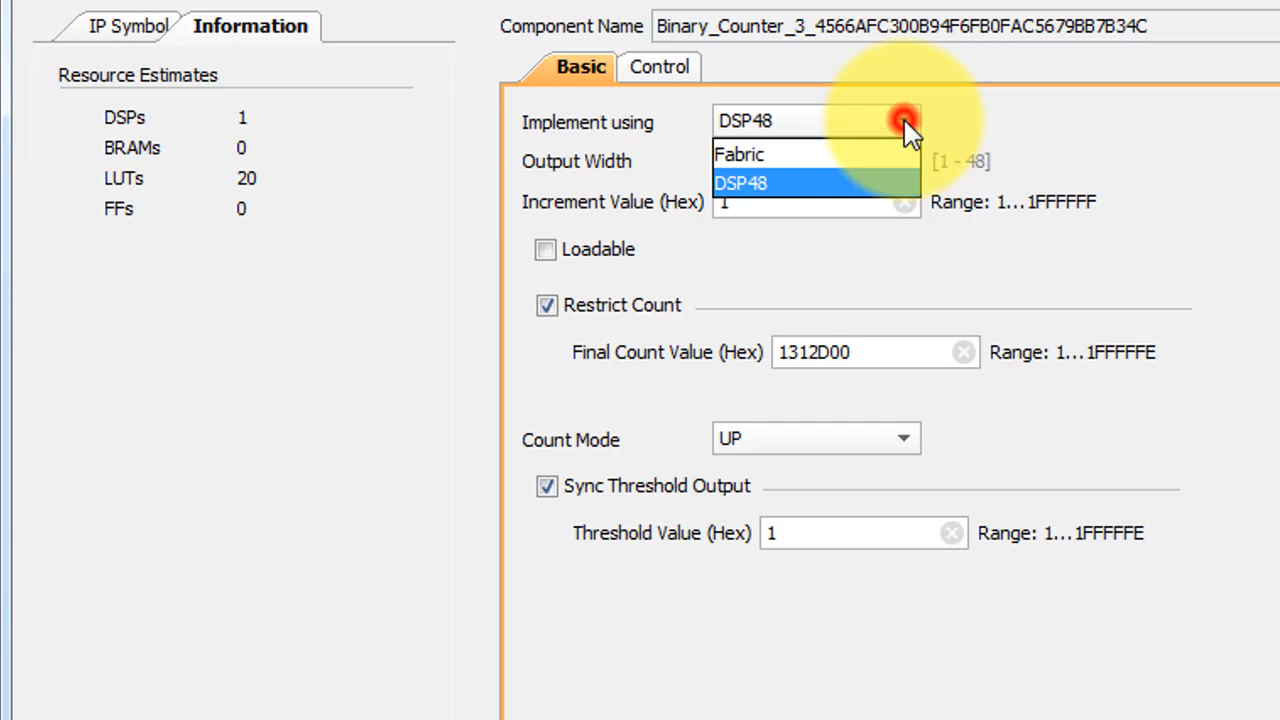 IP Symbol
Information
Resource Estimates
DSPs 1
BRAMs 0
LUTs 20
FFs 0
Component Name Binary_Counter_3_4566AFC300B94F6FB0FAC5679BB7B34C
Basic
Control
Implement using DSP48
Fabric
DSP48
Output Width [1 - 48]
Increment Value (Hex) 1 Range: 1...1FFFFFF
Loadable
Restrict Count
Final Count Value (Hex) 1312D00 Range: 1...1FFFFFE
Count Mode UP
Sync Threshold Output
Threshold Value (Hex) 1 Range: 1...1FFFFFE